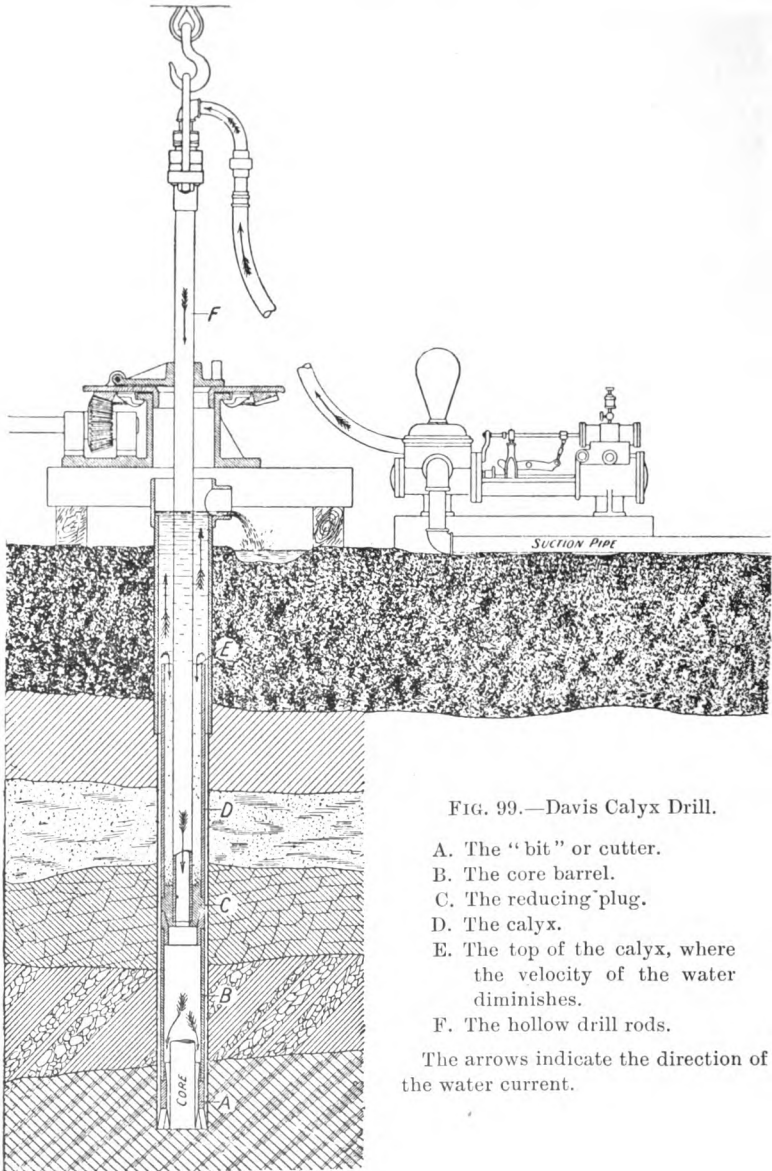 F
SUCTION PIPE
E
D
C
B
CORE
A
FIG. 99.—Davis Calyx Drill.
A. The “bit” or cutter.
B. The core barrel.
C. The reducing plug.
D. The calyx.
E. The top of the calyx, where
the velocity of the water
diminishes.
F. The hollow drill rods.
The arrows indicate the direction of
the water current.